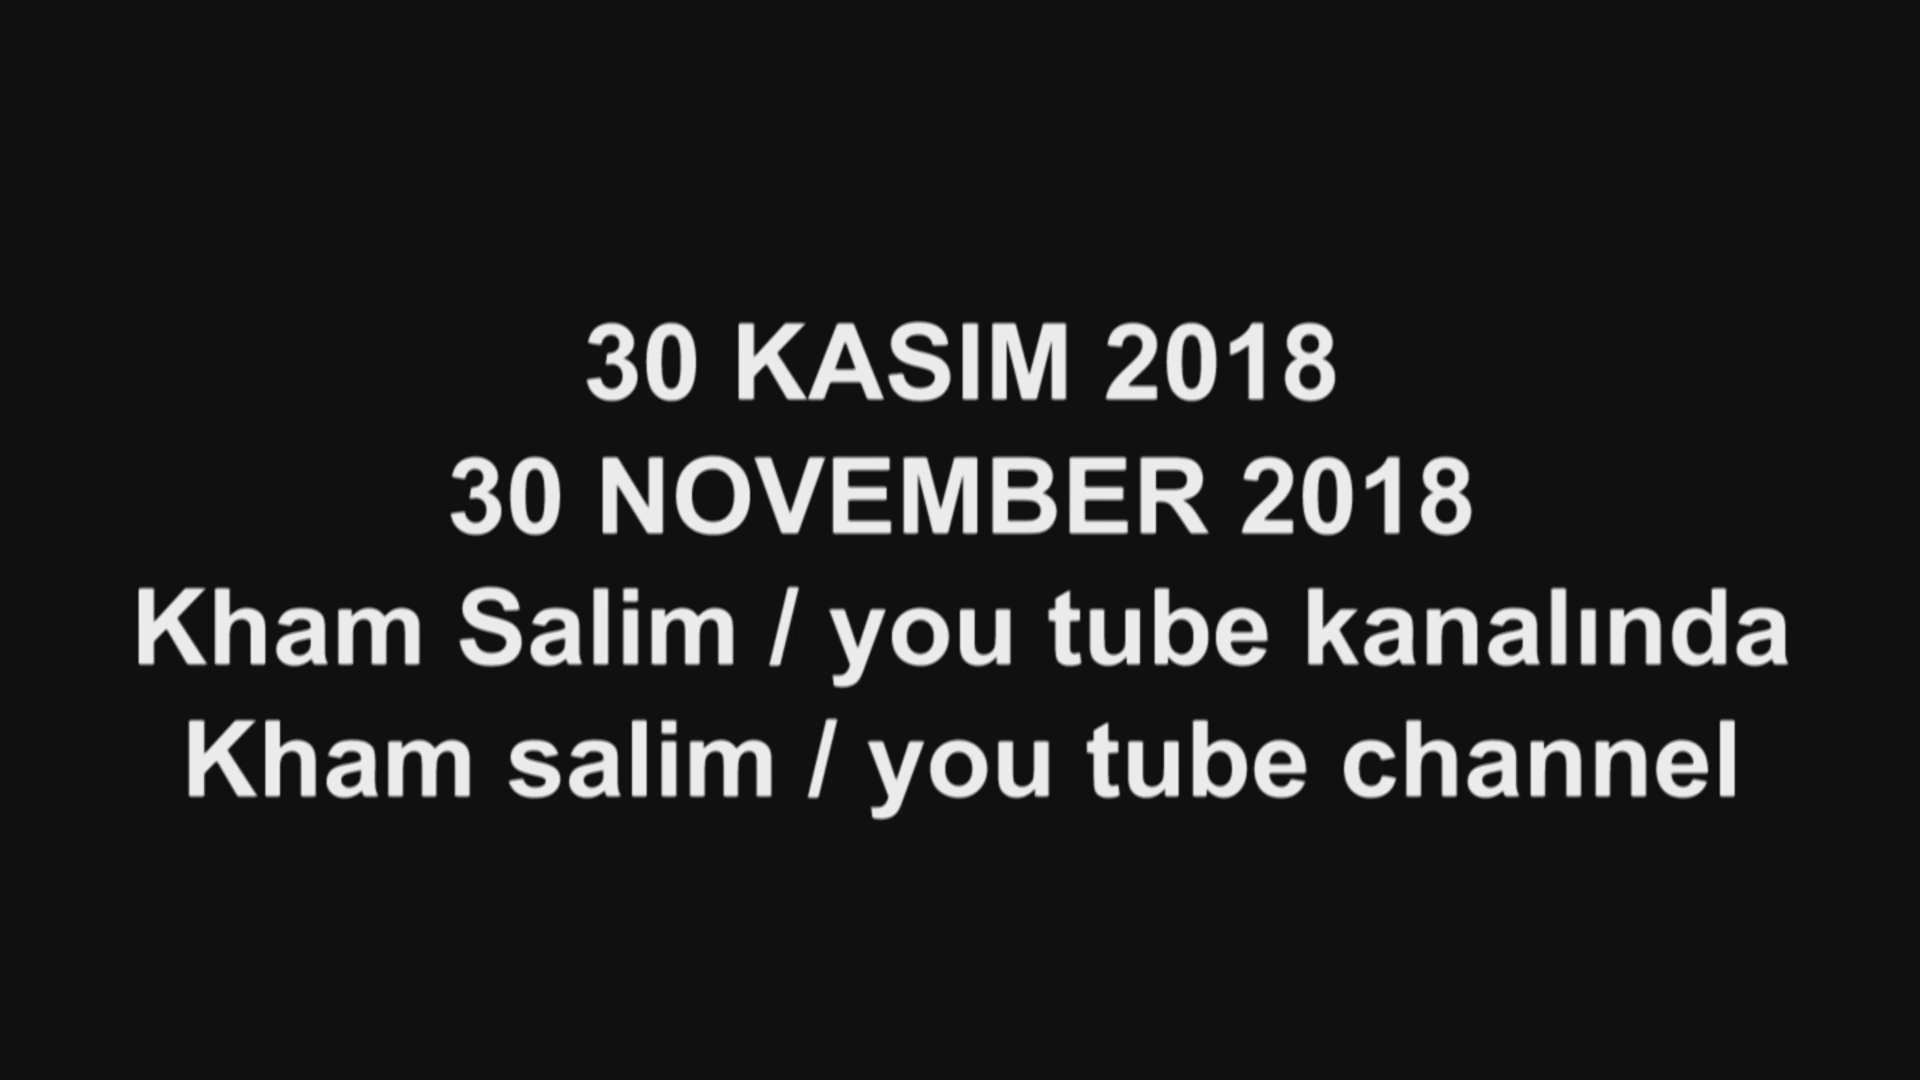 30 KASIM 2018
30 NOVEMBER 2018
Kham Salim / you tube kanalında
Kham salim / you tube channel